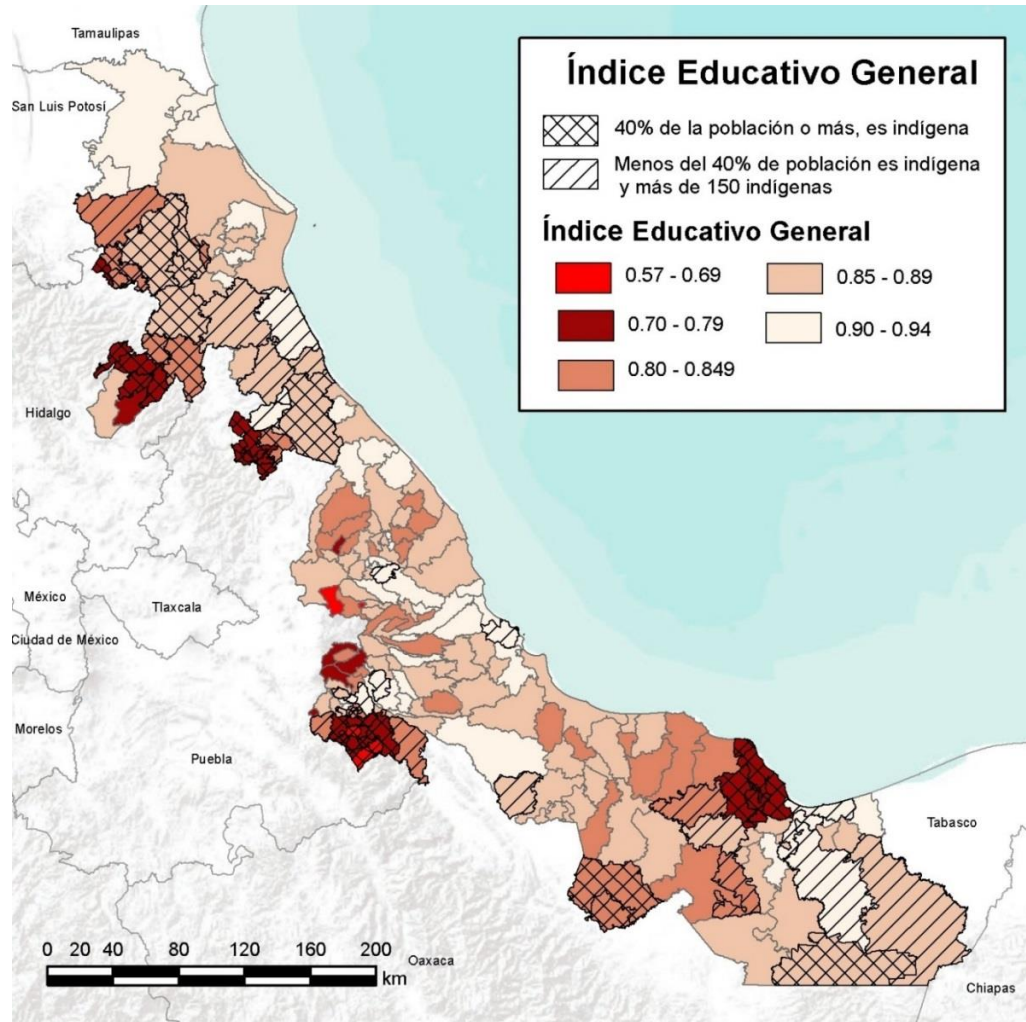 Tamaulipas
San Luis Potosí
Índice Educativo General
40% de la población o más, es indígena
Menos del 40% de población es indígena
y más de 150 indígenas
Índice Educativo General
0.57 - 0.69
0.85 - 0.89
0.70 - 0.79
0.90 - 0.94
0.80 - 0.849
Hidalgo
México
Tlaxcala
Ciudad de México
Morelos
Puebla
Tabasco
0 20 40 80 120 160 200
km
Oaxaca
Chiapas